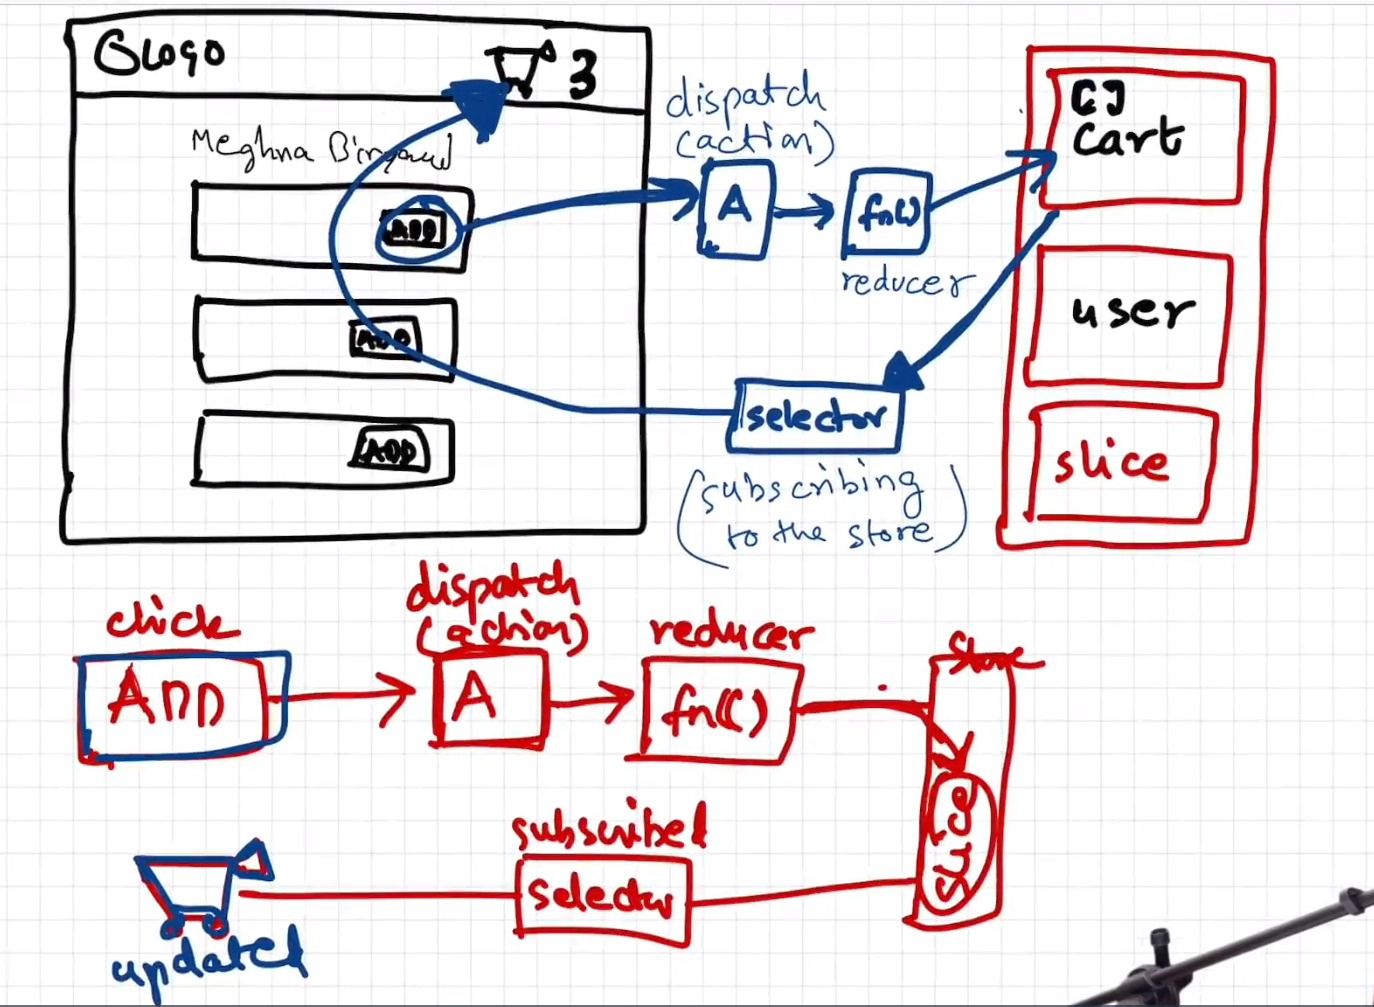 LOGO
3
Meghna
ADD
ADD
ADD
dispatch
(action)
A
fn()
reducer
selector
(subscribing
to the store)
[]
Cart
user
slice
click
ADD
dispatch
(action)
A
reducer
fn()
Store
slice
subscribed
selector
updated